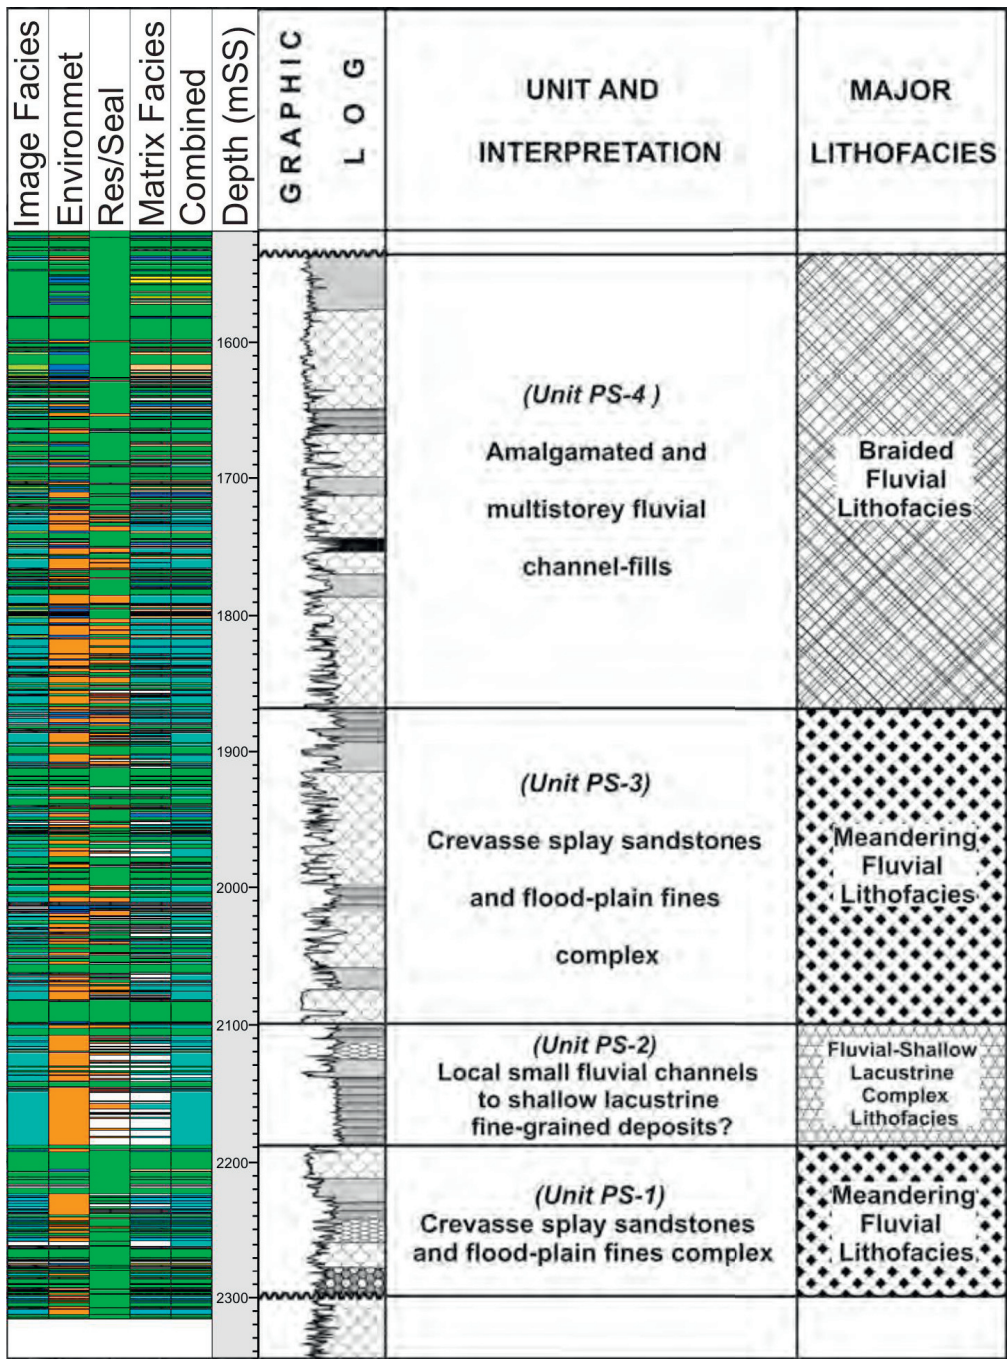 Image Facies
Environmet
Res/Seal
Matrix Facies
Combined
Depth (mSS)
GRAPHIC
LOG
UNIT AND
INTERPRETATION
MAJOR
LITHOFACIES
1600
1700
1800
1900
2000
2100
2200
2300
(Unit PS-4 )
Amalgamated and
multistorey fluvial
channel-fills
Braided
Fluvial
Lithofacies
(Unit PS-3)
Crevasse splay sandstones
and flood-plain fines
complex
Meandering
Fluvial
Lithofacies
(Unit PS-2)
Local small fluvial channels
to shallow lacustrine
fine-grained deposits?
Fluvial-Shallow
Lacustrine
Complex
Lithofacies
(Unit PS-1)
Crevasse splay sandstones
and flood-plain fines complex
Meandering
Fluvial
Lithofacies